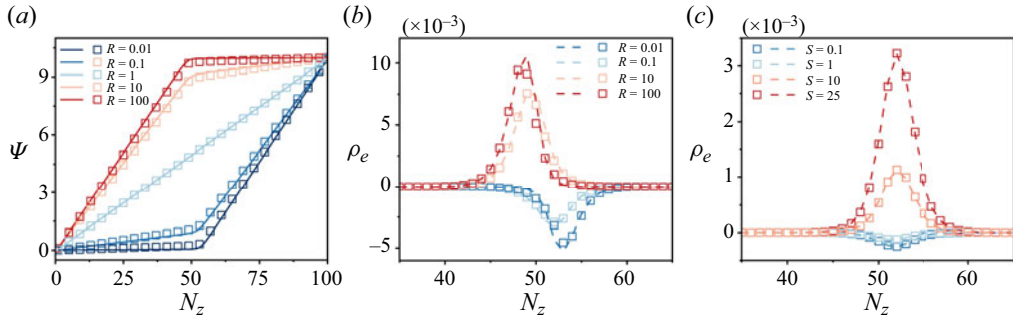 (a)
R = 0.01
R = 0.1
R = 1
R = 10
R = 100
9
6
3
0
Ψ
0
25
50
75
100
N_z
(b)
(×10⁻³)
R = 0.01
R = 0.1
R = 10
R = 100
10
5
0
−5
ρ_e
40
50
60
N_z
(c)
(×10⁻³)
S = 0.1
S = 1
S = 10
S = 25
3
2
1
0
ρ_e
40
50
60
N_z